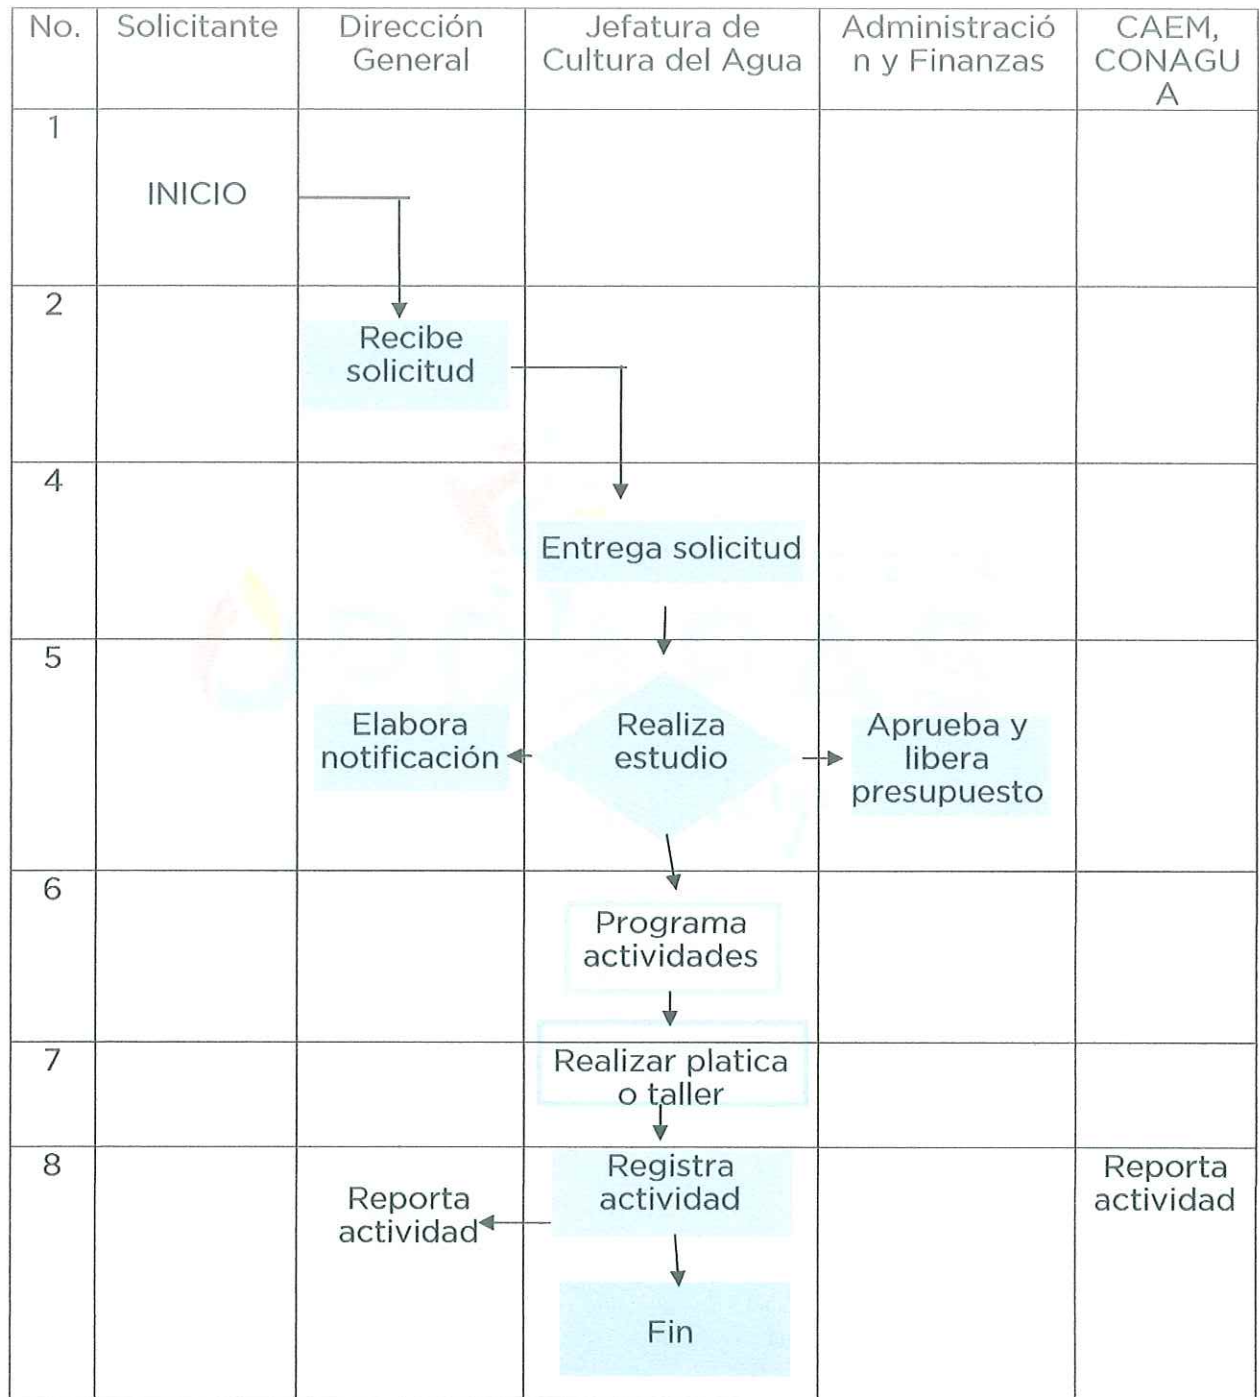 No.
Solicitante
Dirección
General
Jefatura de
Cultura del Agua
Administració
n y Finanzas
CAEM,
CONAGU
A
1
INICIO
2
Recibe
solicitud
4
Entrega solicitud
5
Elabora
notificación
Realiza
estudio
Aprueba y
libera
presupuesto
6
Programa
actividades
7
Realizar platica
o taller
8
Reporta
actividad
Registra
actividad
Reporta
actividad
Fin